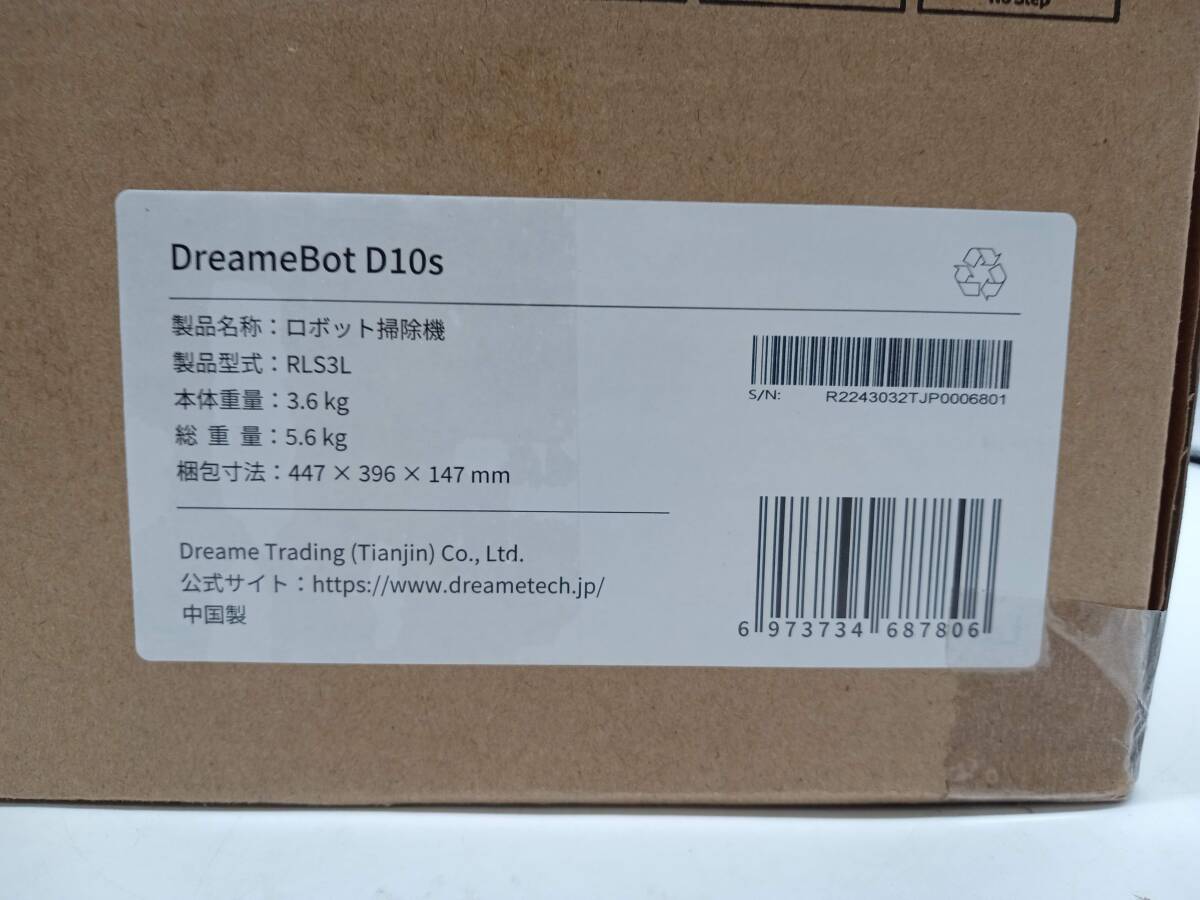 No Step
DreameBot D10s
製品名称：ロボット掃除機
製品型式：RLS3L
本体重量：3.6 kg
総 重 量：5.6 kg
梱包寸法：447 × 396 × 147 mm
S/N: R2243032TJP0006801
Dreame Trading (Tianjin) Co., Ltd.
公式サイト：https://www.dreametech.jp/
中国製
6 973734 687806